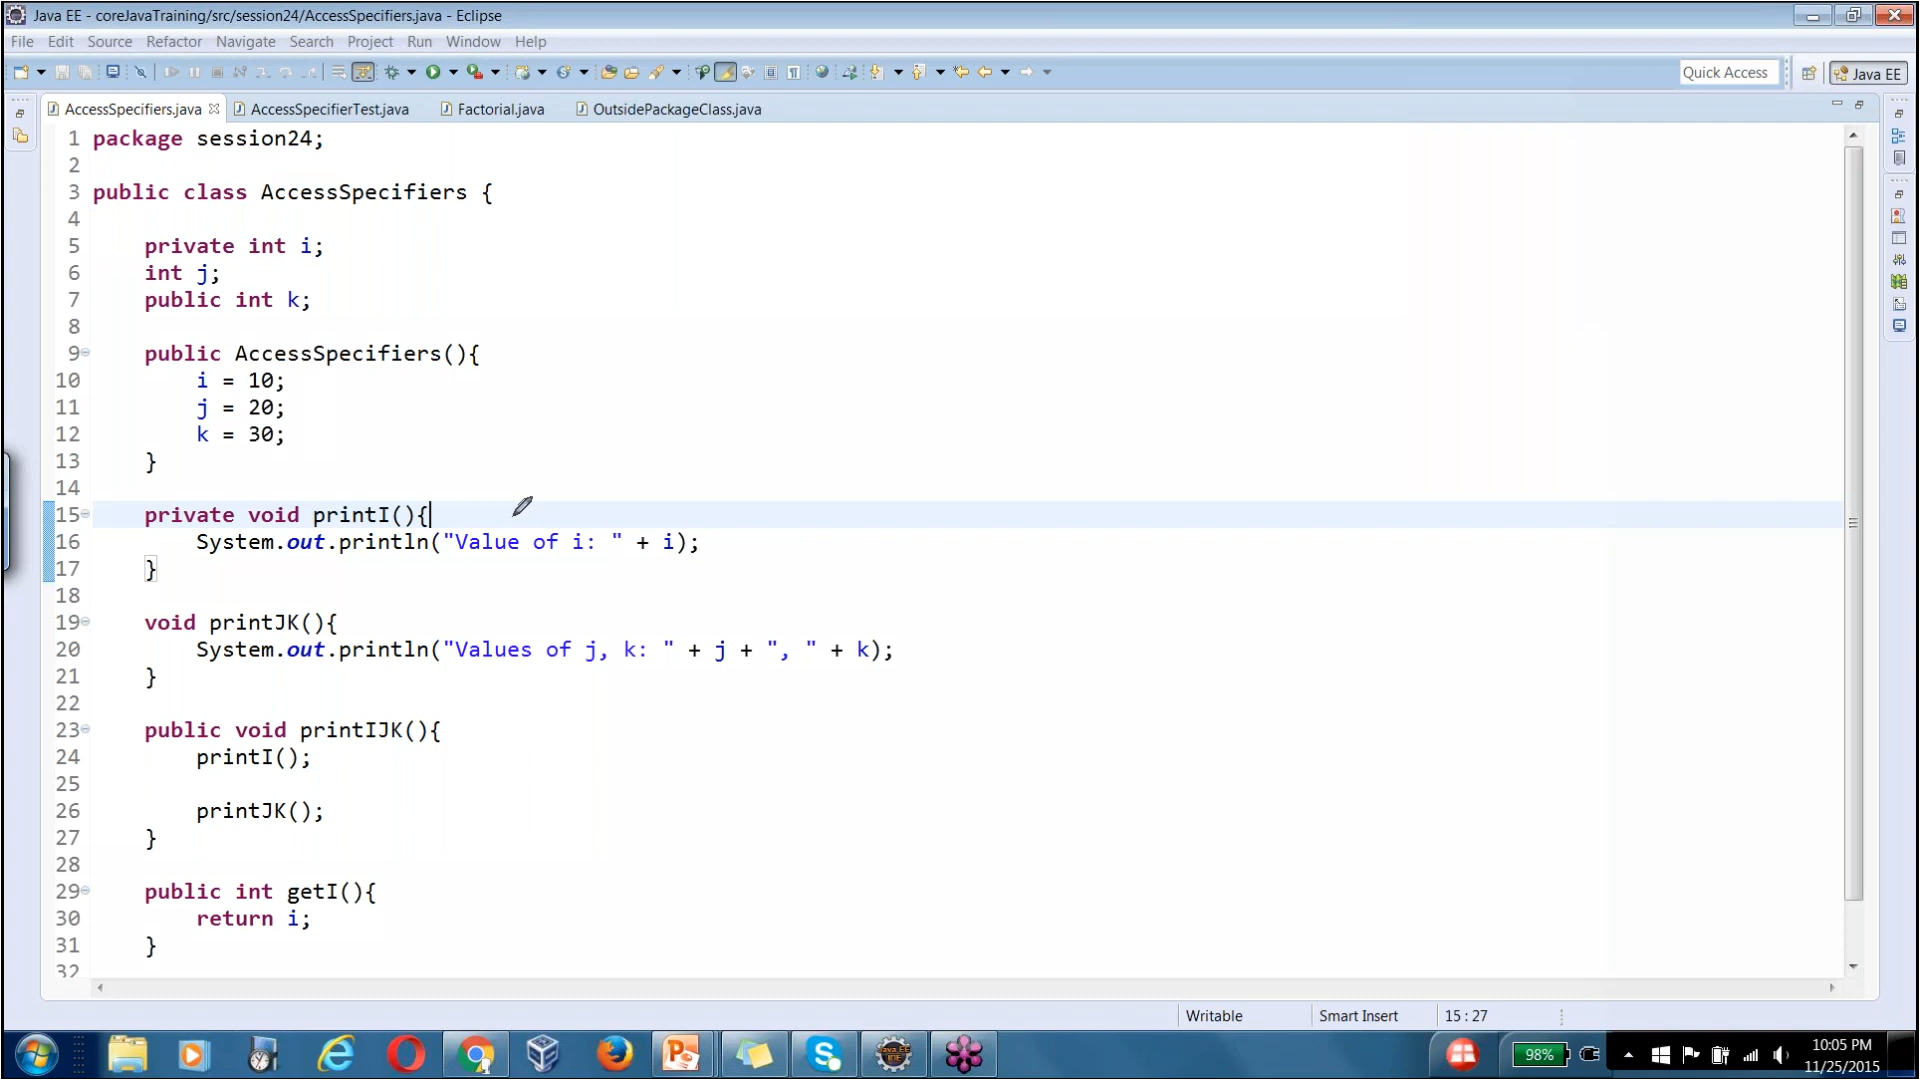 Java EE - coreJavaTraining/src/session24/AccessSpecifiers.java - Eclipse
File Edit Source Refactor Navigate Search Project Run Window Help
Quick Access Java EE
AccessSpecifiers.java AccessSpecifierTest.java Factorial.java OutsidePackageClass.java
1 package session24;
2
3 public class AccessSpecifiers {
4
5 private int i;
6 int j;
7 public int k;
8
9 public AccessSpecifiers(){
10 i = 10;
11 j = 20;
12 k = 30;
13 }
14
15 private void printI(){
16 System.out.println("Value of i: " + i);
17 }
18
19 void printJK(){
20 System.out.println("Values of j, k: " + j + ", " + k);
21 }
22
23 public void printIJK(){
24 printI();
25
26 printJK();
27 }
28
29 public int getI(){
30 return i;
31 }
32
Writable Smart Insert 15 : 27
98% 10:05 PM
11/25/2015